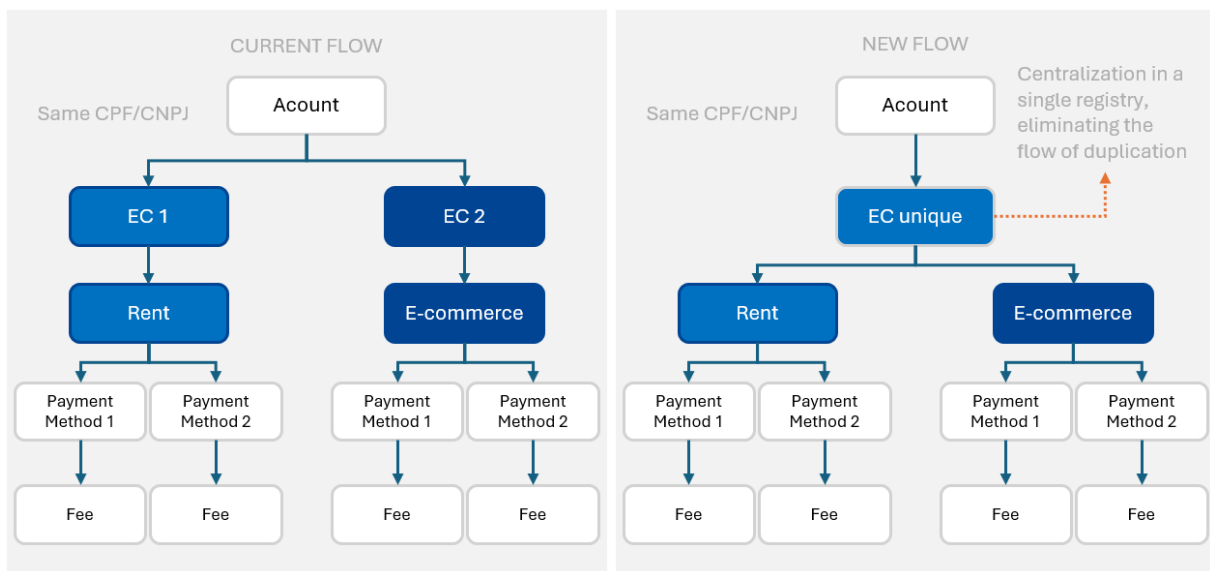 CURRENT FLOW
Same CPF/CNPJ
Acount
EC 1
EC 2
Rent
E-commerce
Payment
Method 1
Payment
Method 2
Payment
Method 1
Payment
Method 2
Fee
Fee
Fee
Fee
NEW FLOW
Same CPF/CNPJ
Acount
Centralization in a
single registry,
eliminating the
flow of duplication
EC unique
Rent
E-commerce
Payment
Method 1
Payment
Method 2
Payment
Method 1
Payment
Method 2
Fee
Fee
Fee
Fee